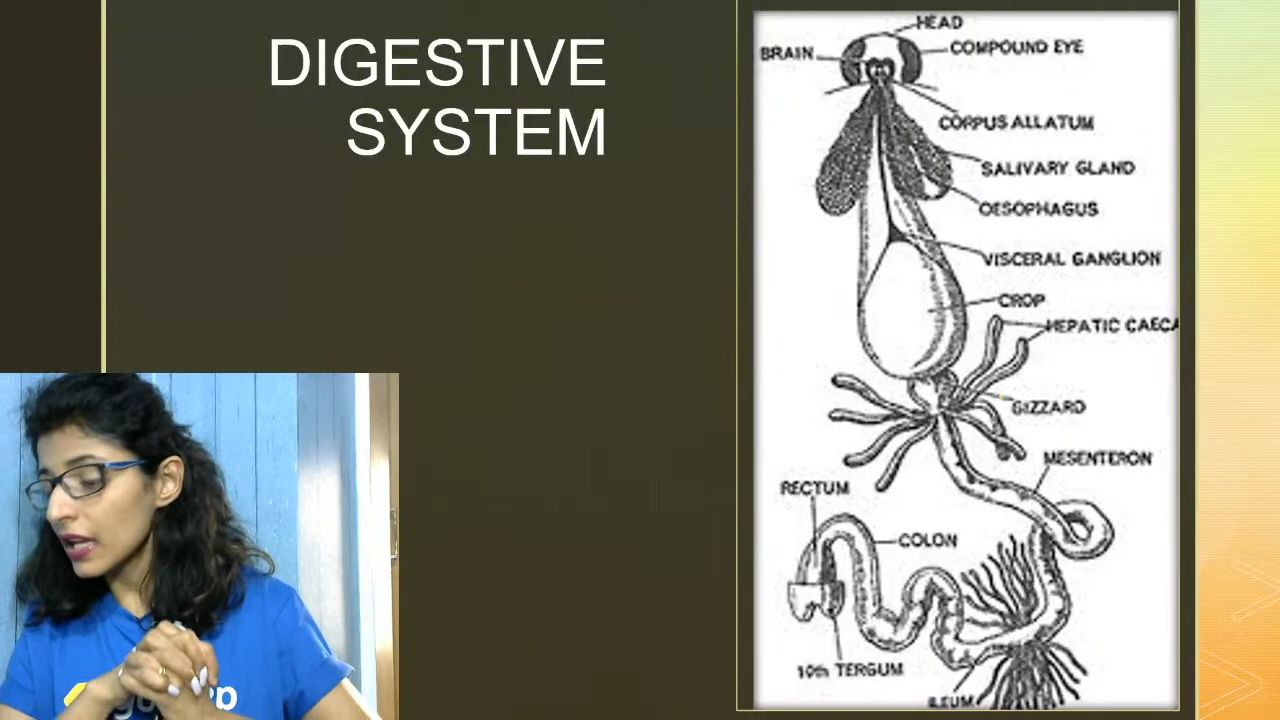 DIGESTIVE
SYSTEM
HEAD
BRAIN
COMPOUND EYE
CORPUS ALLATUM
SALIVARY GLAND
OESOPHAGUS
VISCERAL GANGLION
CROP
HEPATIC CAECA
GIZZARD
MESENTERON
RECTUM
COLON
10th TERGUM
ILEUM